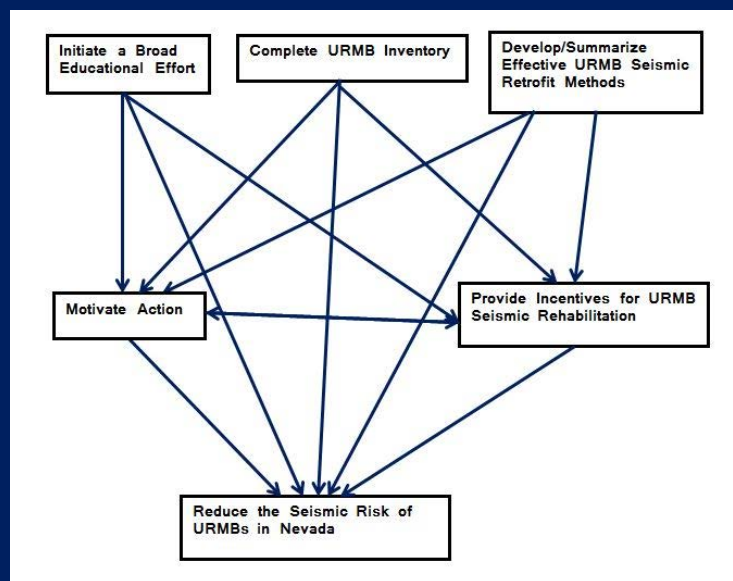 Initiate a Broad
Educational Effort
Complete URMB Inventory
Develop/Summarize
Effective URMB Seismic
Retrofit Methods
Motivate Action
Provide Incentives for URMB
Seismic Rehabilitation
Reduce the Seismic Risk of
URMBs in Nevada